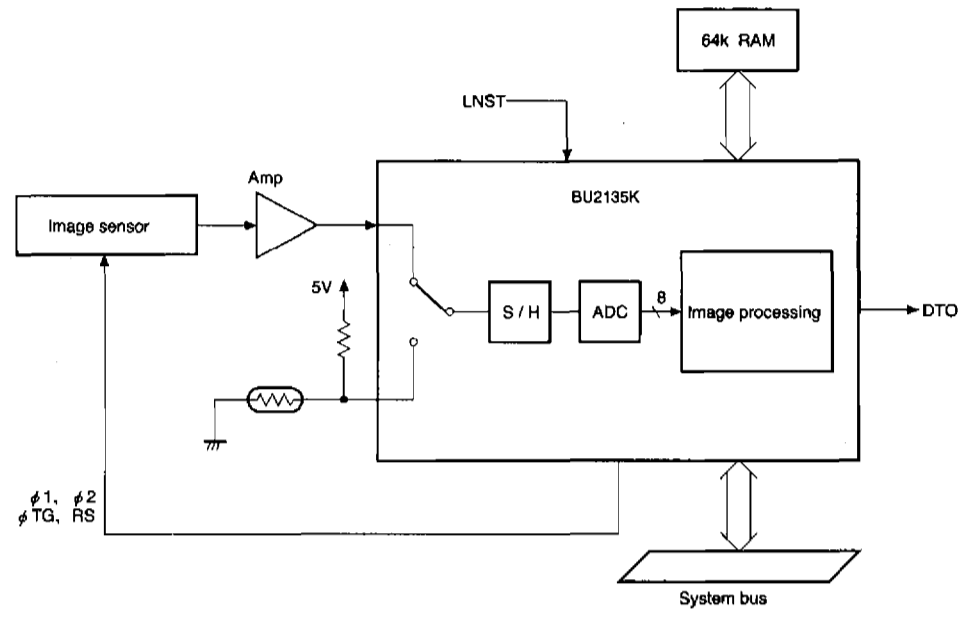 64k RAM
LNST
Amp
BU2135K
Image sensor
5V
S / H
ADC
8
Image processing
DTO
φ1、 φ2
φTG、 RS
System bus